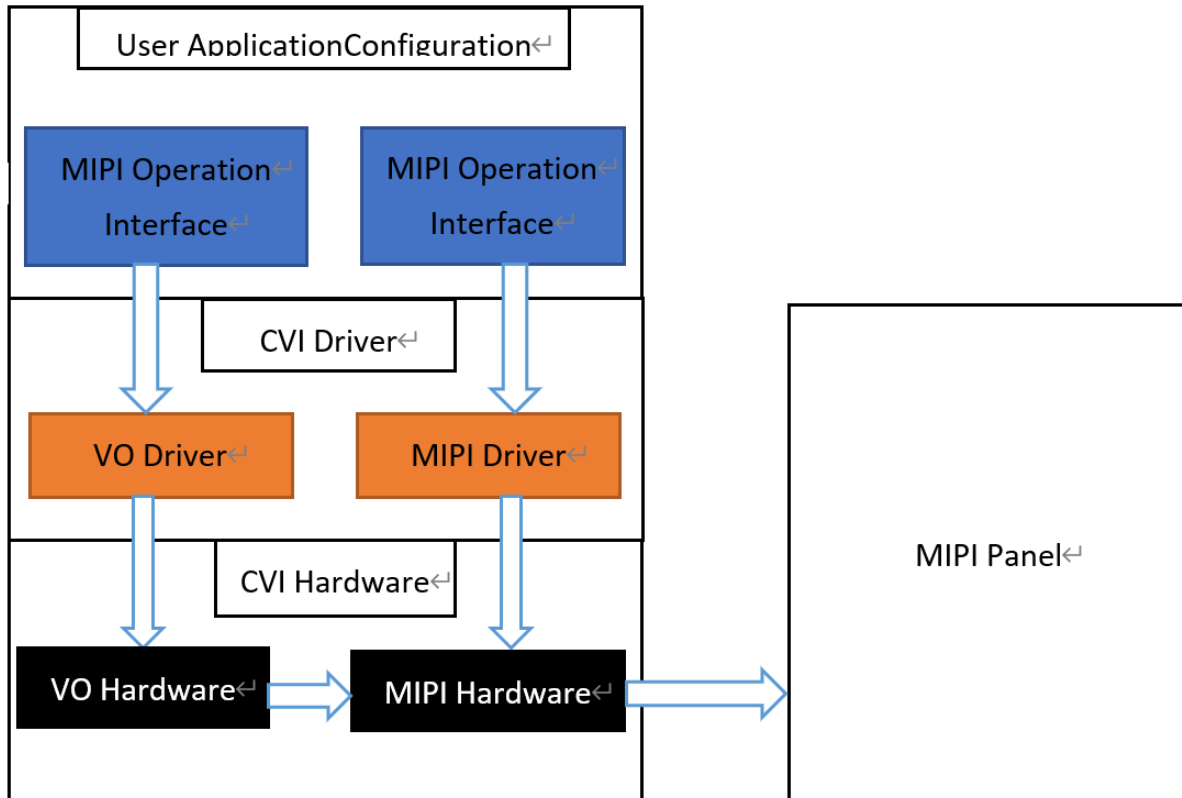 User ApplicationConfiguration↵
MIPI Operation↵
Interface↵
MIPI Operation↵
Interface↵
CVI Driver↵
VO Driver↵
MIPI Driver↵
CVI Hardware↵
VO Hardware↵
MIPI Hardware↵
MIPI Panel↵